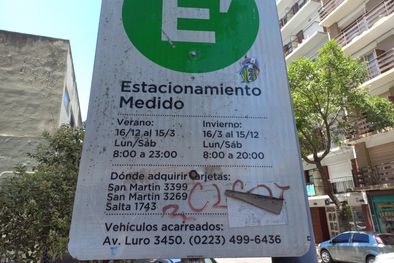 E
Estacionamiento
Medido
Verano:
16/12 al 15/3
Lun/Sáb
8:00 a 23:00
Invierno:
16/3 al 15/12
Lun/Sáb
8:00 a 20:00
Dónde adquirir tarjetas:
San Martin 3399
San Martin 3269
Salta 1743
Vehículos acarreados:
Av. Luro 3450. (0223) 499-6436